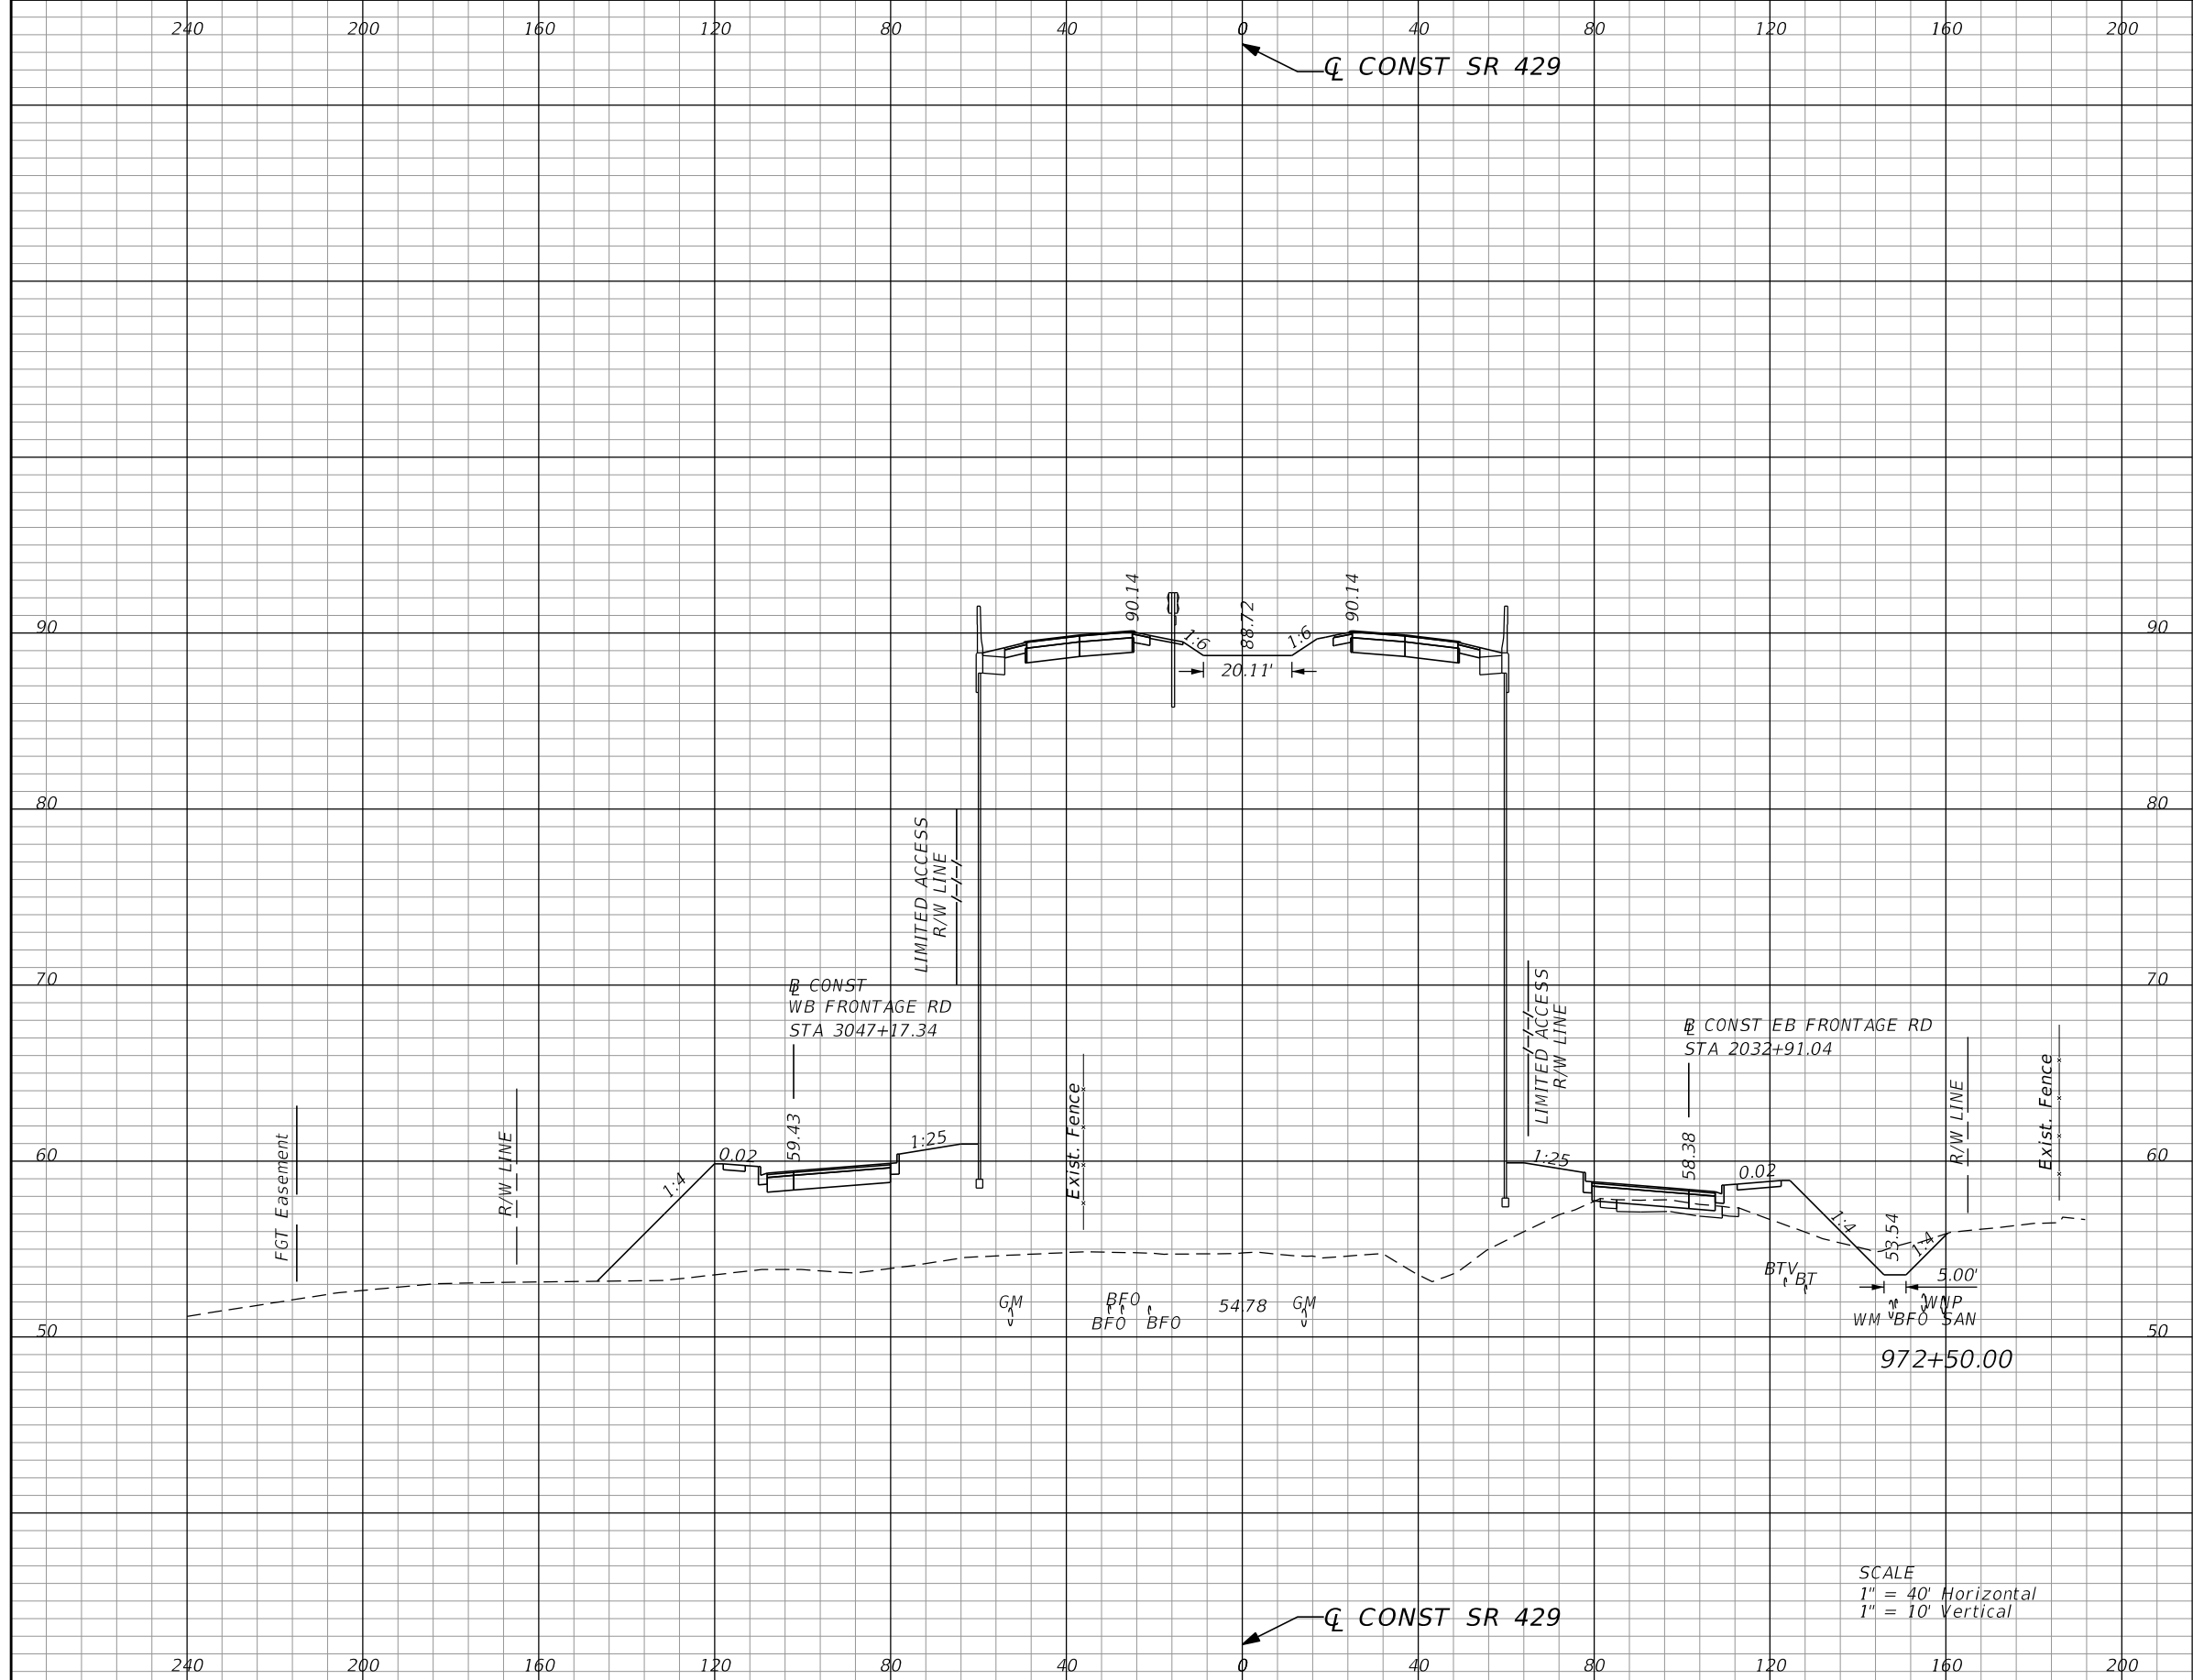 240 200 160 120 80 40 0 40 80 120 160 200
℄ CONST SR 429
90.14
88.72
90.14
90 90
1:6
1:6
20.11'
80 80
LIMITED ACCESS
R/W LINE
70 70
B̲L CONST
WB FRONTAGE RD
STA 3047+17.34
LIMITED ACCESS
R/W LINE
B̲L CONST EB FRONTAGE RD
STA 2032+91.04
FGT Easement
R/W LINE
59.43
Exist. Fence
58.38
R/W LINE
Exist. Fence
60 60
1:4
0.02
1:25
1:25
0.02
1:4
53.54
1:4
5.00'
BTV
BT
GM
BFO
BFO
BFO
54.78
GM
WNP
WM BFO SAN
50 50
972+50.00
SCALE
1" = 40' Horizontal
1" = 10' Vertical
℄ CONST SR 429
240 200 160 120 80 40 0 40 80 120 160 200